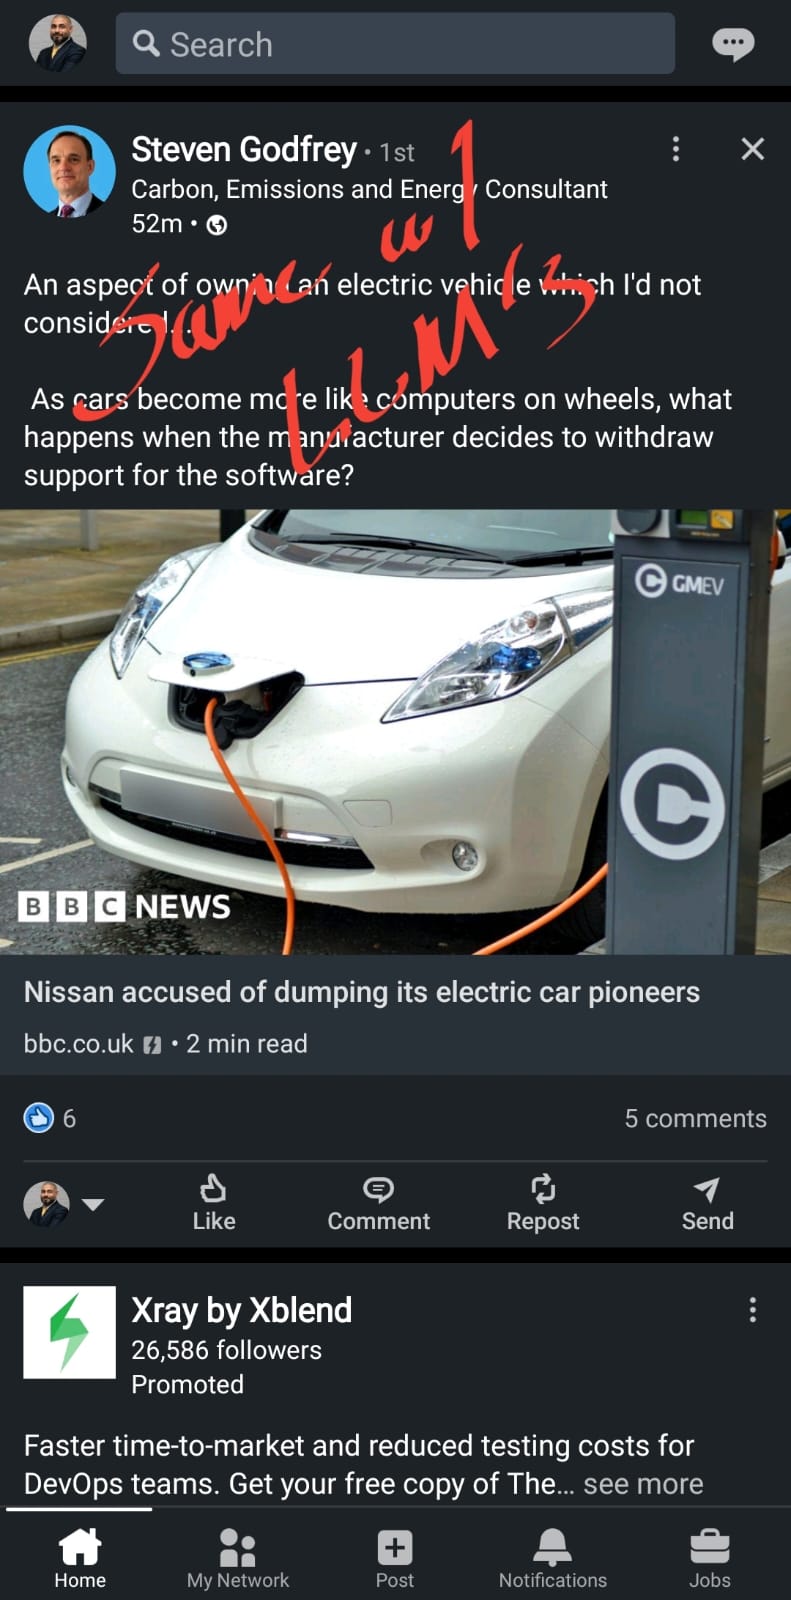 Search
Steven Godfrey • 1st
Carbon, Emissions and Energy Consultant
52m •
Same w/
LLM's
An aspect of owning an electric vehicle which I'd not
considered...
As cars become more like computers on wheels, what
happens when the manufacturer decides to withdraw
support for the software?
GMEV
BBC NEWS
Nissan accused of dumping its electric car pioneers
bbc.co.uk • 2 min read
6
5 comments
Like
Comment
Repost
Send
Xray by Xblend
26,586 followers
Promoted
Faster time-to-market and reduced testing costs for
DevOps teams. Get your free copy of The... see more
Home
My Network
Post
Notifications
Jobs